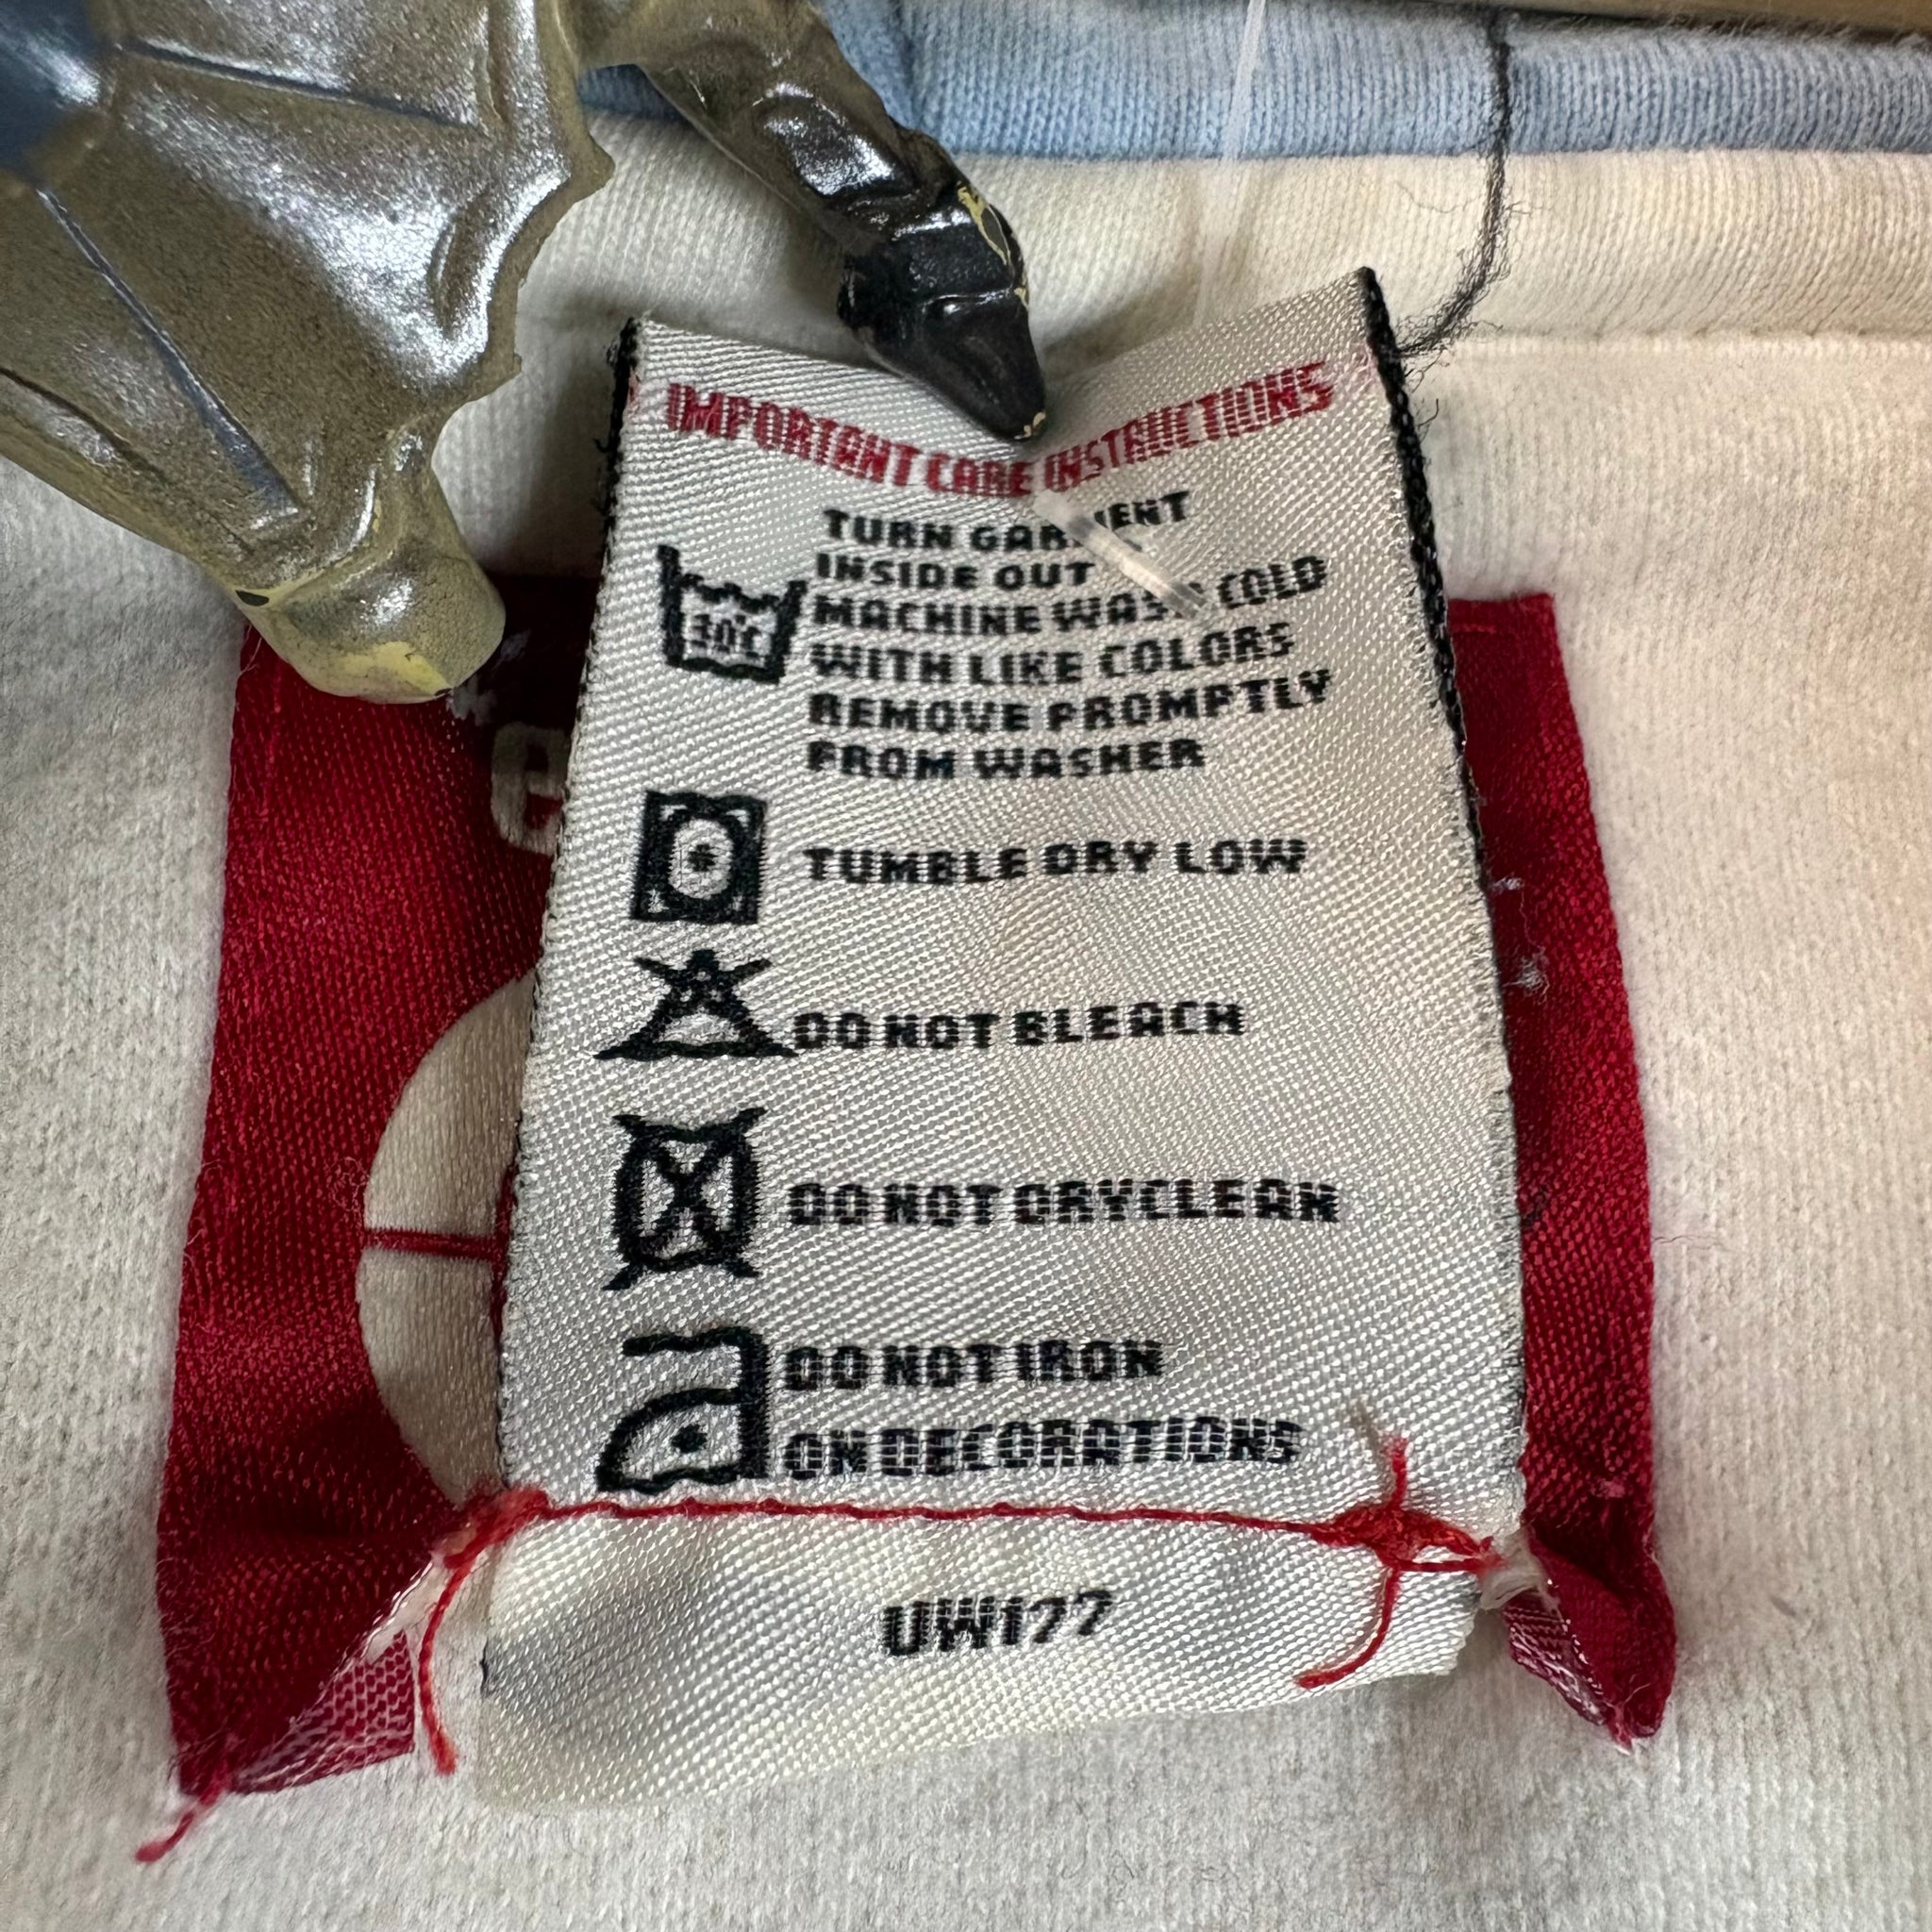 IMPORTANT CARE INSTRUCTIONS
TURN GARMENT
INSIDE OUT
30°C
MACHINE WASH COLD
WITH LIKE COLORS
REMOVE PROMPTLY
FROM WASHER
TUMBLE DRY LOW
DO NOT BLEACH
DO NOT DRYCLEAN
DO NOT IRON
ON DECORATIONS
UW177